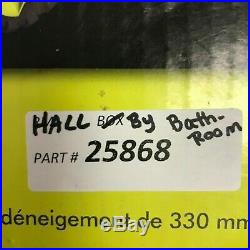 HALL BOX By Bath-
Room
PART # 25868
déneigement de 330 mm